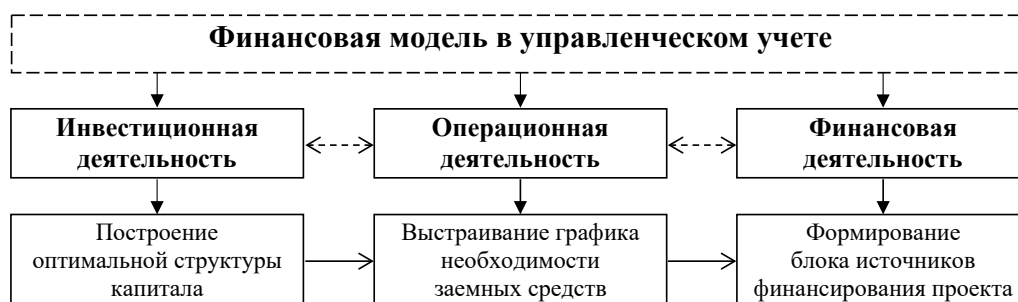 Финансовая модель в управленческом учете
Инвестиционная
деятельность
Операционная
деятельность
Финансовая
деятельность
Построение
оптимальной структуры
капитала
Выстраивание графика
необходимости
заемных средств
Формирование
блока источников
финансирования проекта